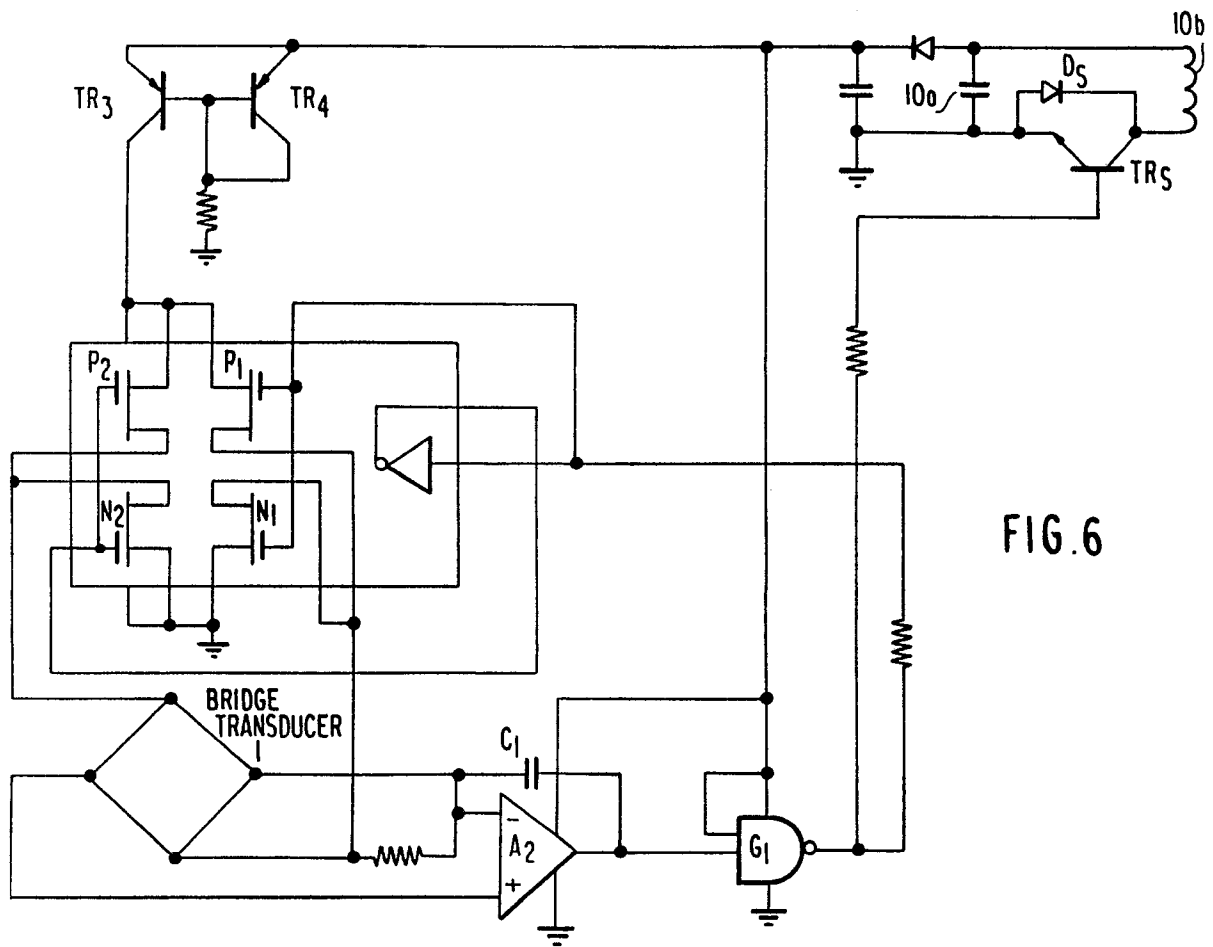 10b
TR3
TR4
10a
DS
TRS
P2
P1
N2
N1
FIG.6
BRIDGE
TRANSDUCER
1
C1
-
A2
+
G1